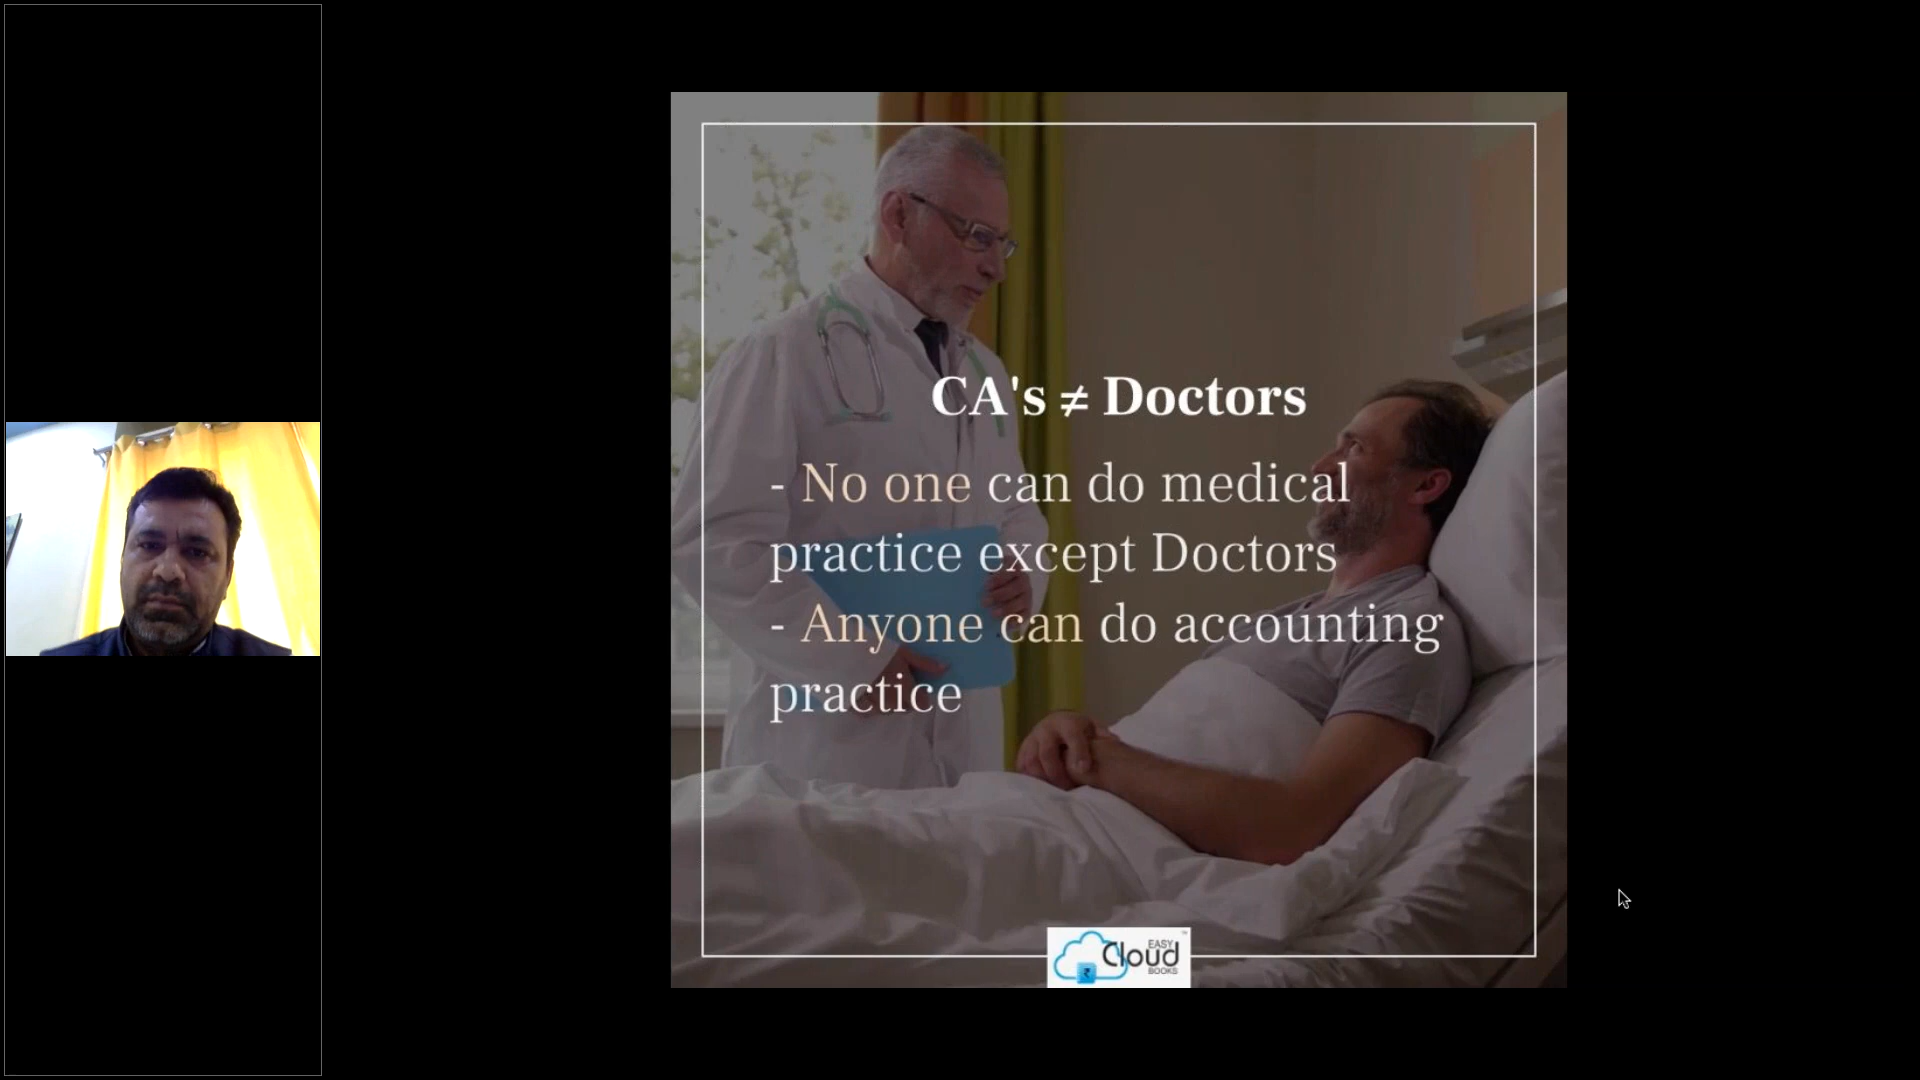 CA's ≠ Doctors
- No one can do medical
practice except Doctors
- Anyone can do accounting
practice
EASY
Cloud
BOOKS